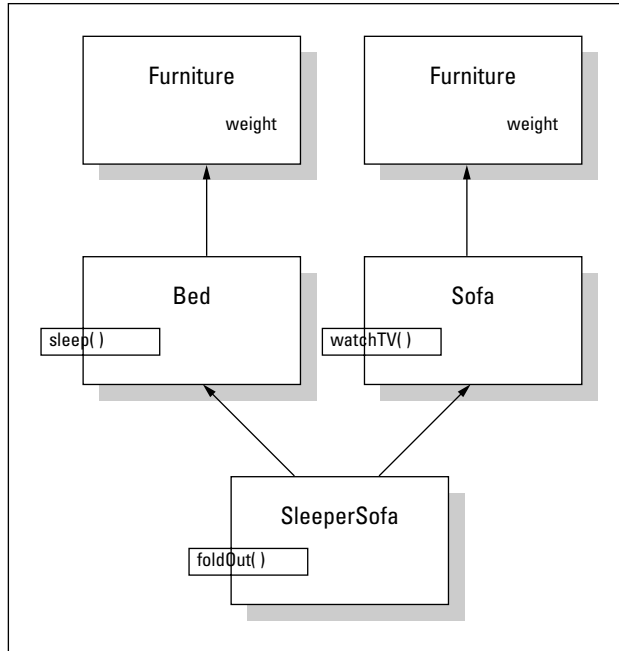 Furniture
weight
Furniture
weight
Bed
sleep( )
Sofa
watchTV( )
SleeperSofa
foldOut( )